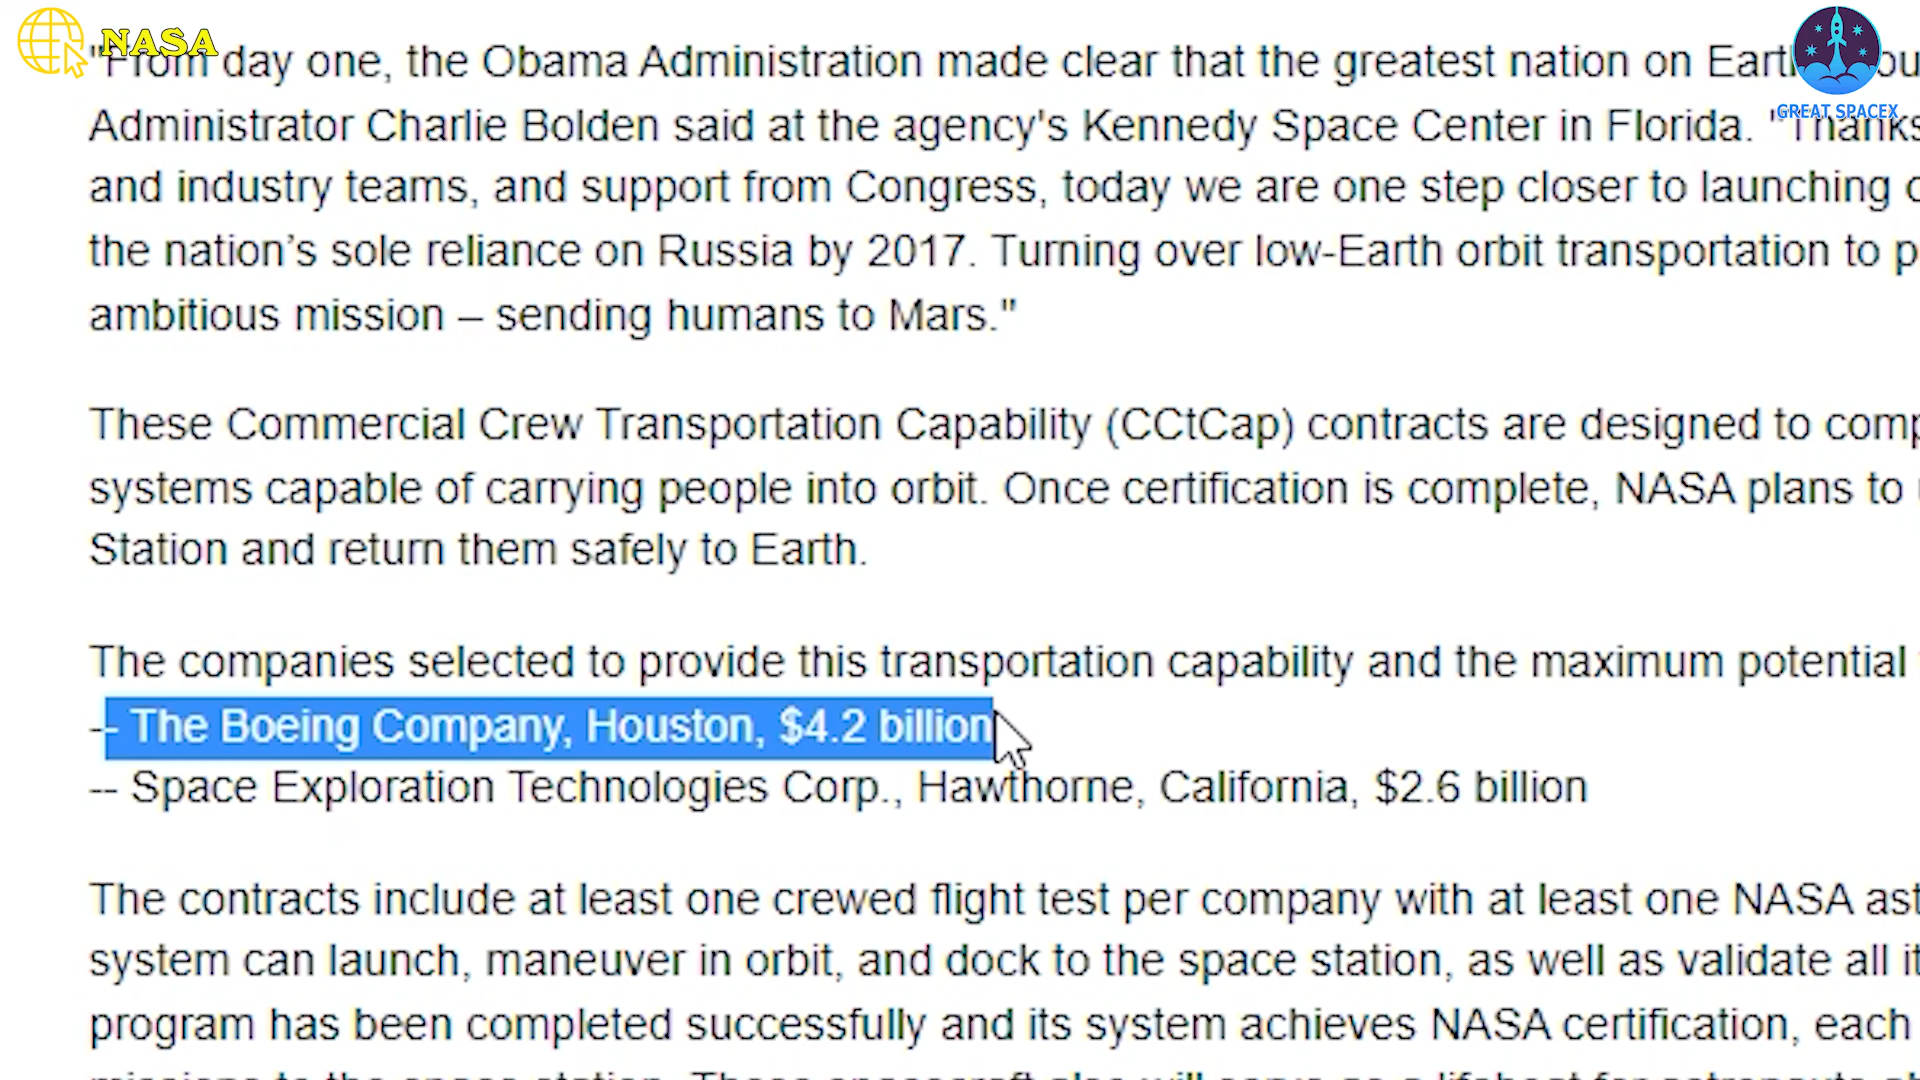 NASA
"From day one, the Obama Administration made clear that the greatest nation on Earth
GREAT SPACEX
Administrator Charlie Bolden said at the agency's Kennedy Space Center in Florida. "Thanks
and industry teams, and support from Congress, today we are one step closer to launching
the nation’s sole reliance on Russia by 2017. Turning over low-Earth orbit transportation to p
ambitious mission – sending humans to Mars."
These Commercial Crew Transportation Capability (CCtCap) contracts are designed to comp
systems capable of carrying people into orbit. Once certification is complete, NASA plans to
Station and return them safely to Earth.
The companies selected to provide this transportation capability and the maximum potential
-- The Boeing Company, Houston, $4.2 billion
-- Space Exploration Technologies Corp., Hawthorne, California, $2.6 billion
The contracts include at least one crewed flight test per company with at least one NASA ast
system can launch, maneuver in orbit, and dock to the space station, as well as validate all it
program has been completed successfully and its system achieves NASA certification, each